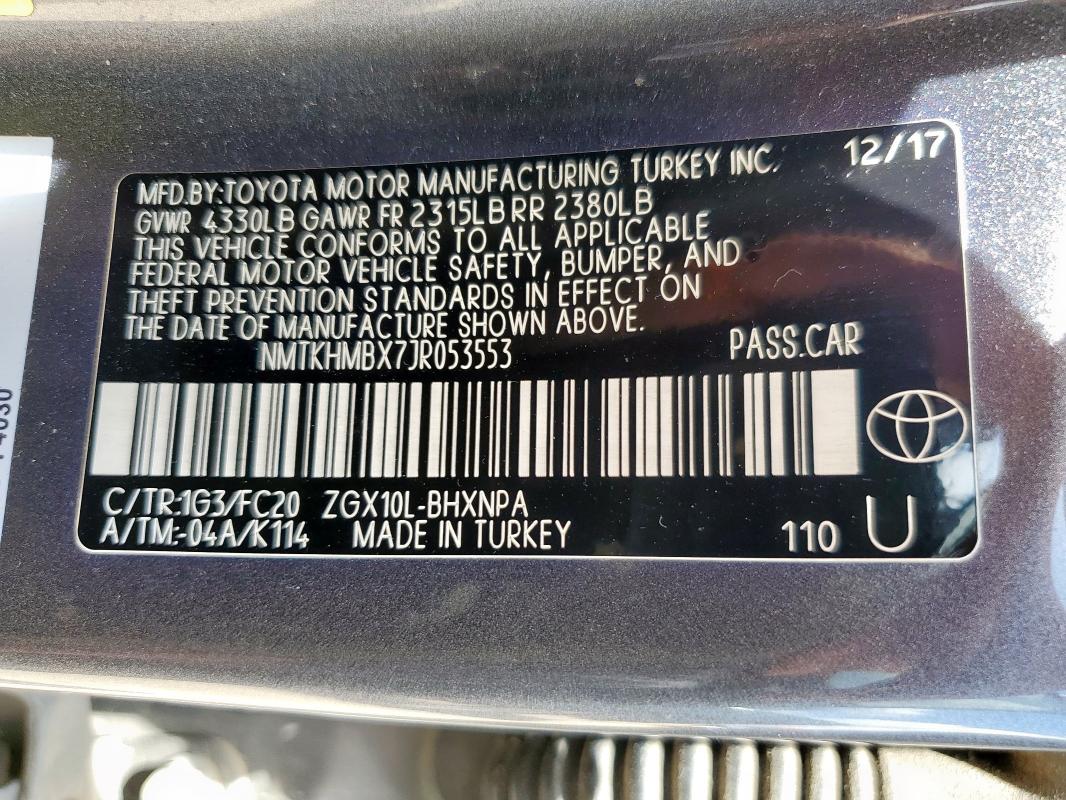 MFD.BY:TOYOTA MOTOR MANUFACTURING TURKEY INC. 12/17
GVWR 4330LB GAWR FR 2315LB RR 2380LB
THIS VEHICLE CONFORMS TO ALL APPLICABLE
FEDERAL MOTOR VEHICLE SAFETY, BUMPER, AND
THEFT PREVENTION STANDARDS IN EFFECT ON
THE DATE OF MANUFACTURE SHOWN ABOVE.
NMTKHMBX7JR053553 PASS.CAR
C/TR:1G3/FC20 ZGX10L-BHXNPA
A/TM:-04A/K114 MADE IN TURKEY 110 U